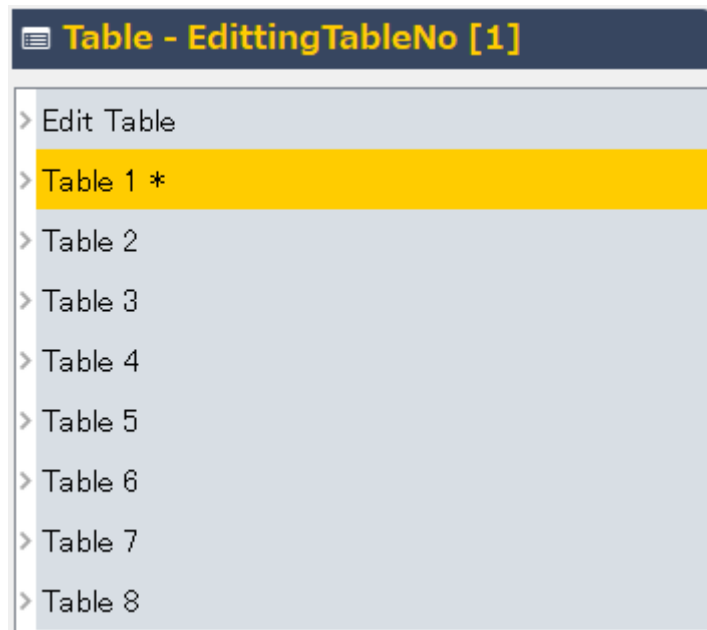 Table - EdittingTableNo [1]
Edit Table
Table 1 *
Table 2
Table 3
Table 4
Table 5
Table 6
Table 7
Table 8